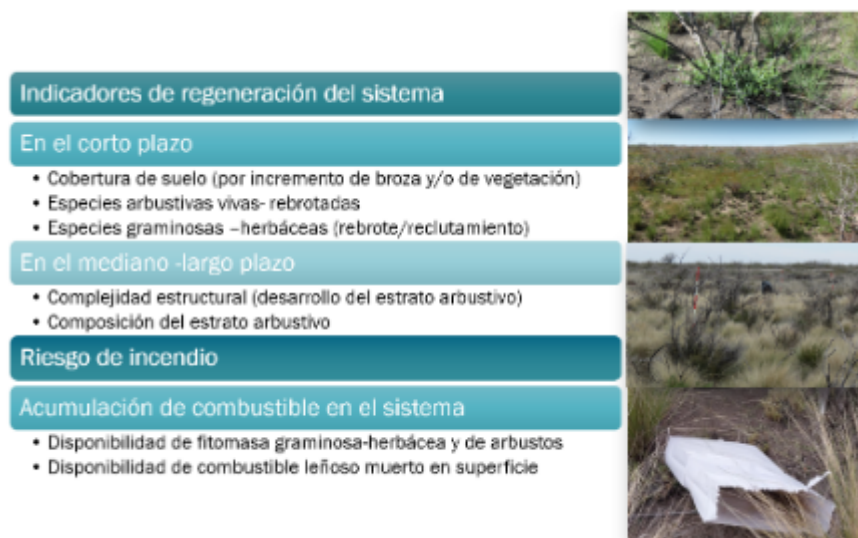 Indicadores de regeneración del sistema
En el corto plazo
• Cobertura de suelo (por incremento de broza y/o de vegetación)
• Especies arbustivas vivas- rebrotadas
• Especies graminosas –herbáceas (rebrote/reclutamiento)
En el mediano -largo plazo
• Complejidad estructural (desarrollo del estrato arbustivo)
• Composición del estrato arbustivo
Riesgo de incendio
Acumulación de combustible en el sistema
• Disponibilidad de fitomasa graminosa-herbácea y de arbustos
• Disponibilidad de combustible leñoso muerto en superficie